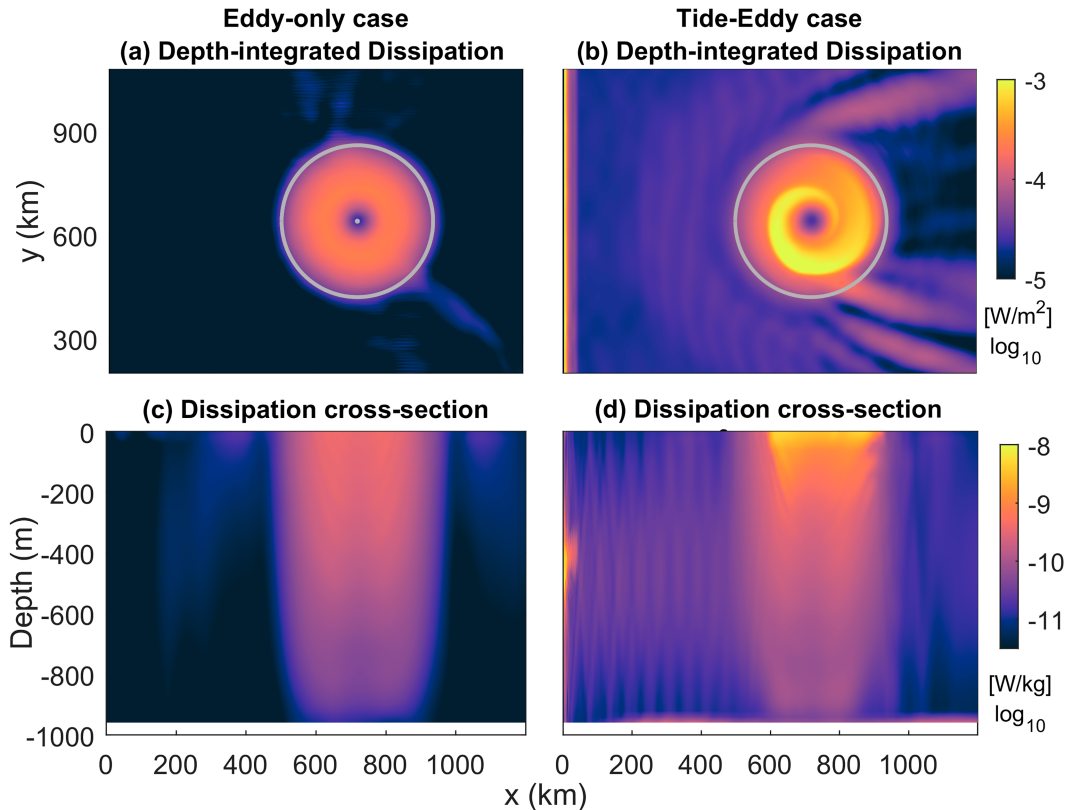 Eddy-only case
(a) Depth-integrated Dissipation
Tide-Eddy case
(b) Depth-integrated Dissipation
y (km)
900
600
300
-3
-4
-5
[W/m²]
log₁₀
(c) Dissipation cross-section
(d) Dissipation cross-section
Depth (m)
0
-200
-400
-600
-800
-1000
0 200 400 600 800 1000
0 200 400 600 800 1000
x (km)
-8
-9
-10
-11
[W/kg]
log₁₀